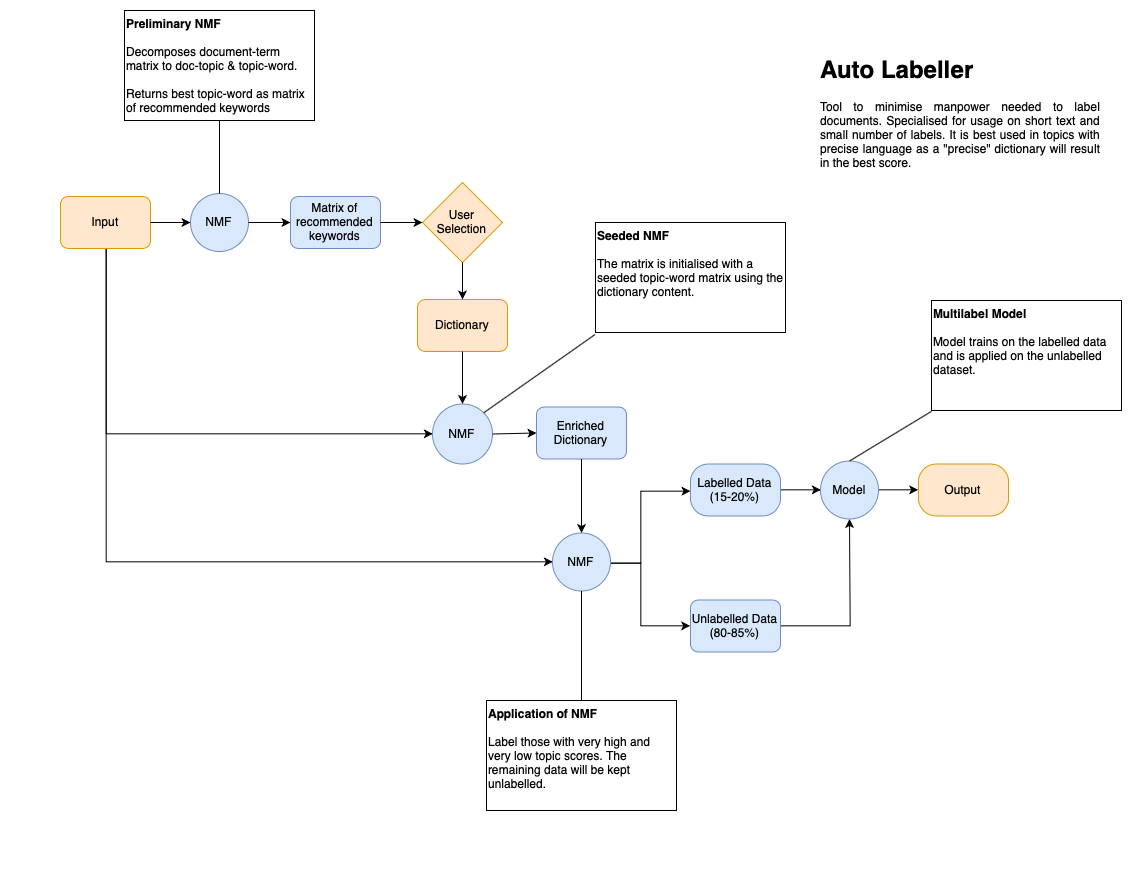 Preliminary NMF
Decomposes document-term
matrix to doc-topic & topic-word.
Returns best topic-word as matrix
of recommended keywords
Auto Labeller
Tool to minimise manpower needed to label
documents. Specialised for usage on short text and
small number of labels. It is best used in topics with
precise language as a "precise" dictionary will result
in the best score.
Input
NMF
Matrix of
recommended
keywords
User
Selection
Seeded NMF
The matrix is initialised with a
seeded topic-word matrix using the
dictionary content.
Dictionary
Multilabel Model
Model trains on the labelled data
and is applied on the unlabelled
dataset.
NMF
Enriched
Dictionary
Labelled Data
(15-20%)
Model
Output
NMF
Unlabelled Data
(80-85%)
Application of NMF
Label those with very high and
very low topic scores. The
remaining data will be kept
unlabelled.